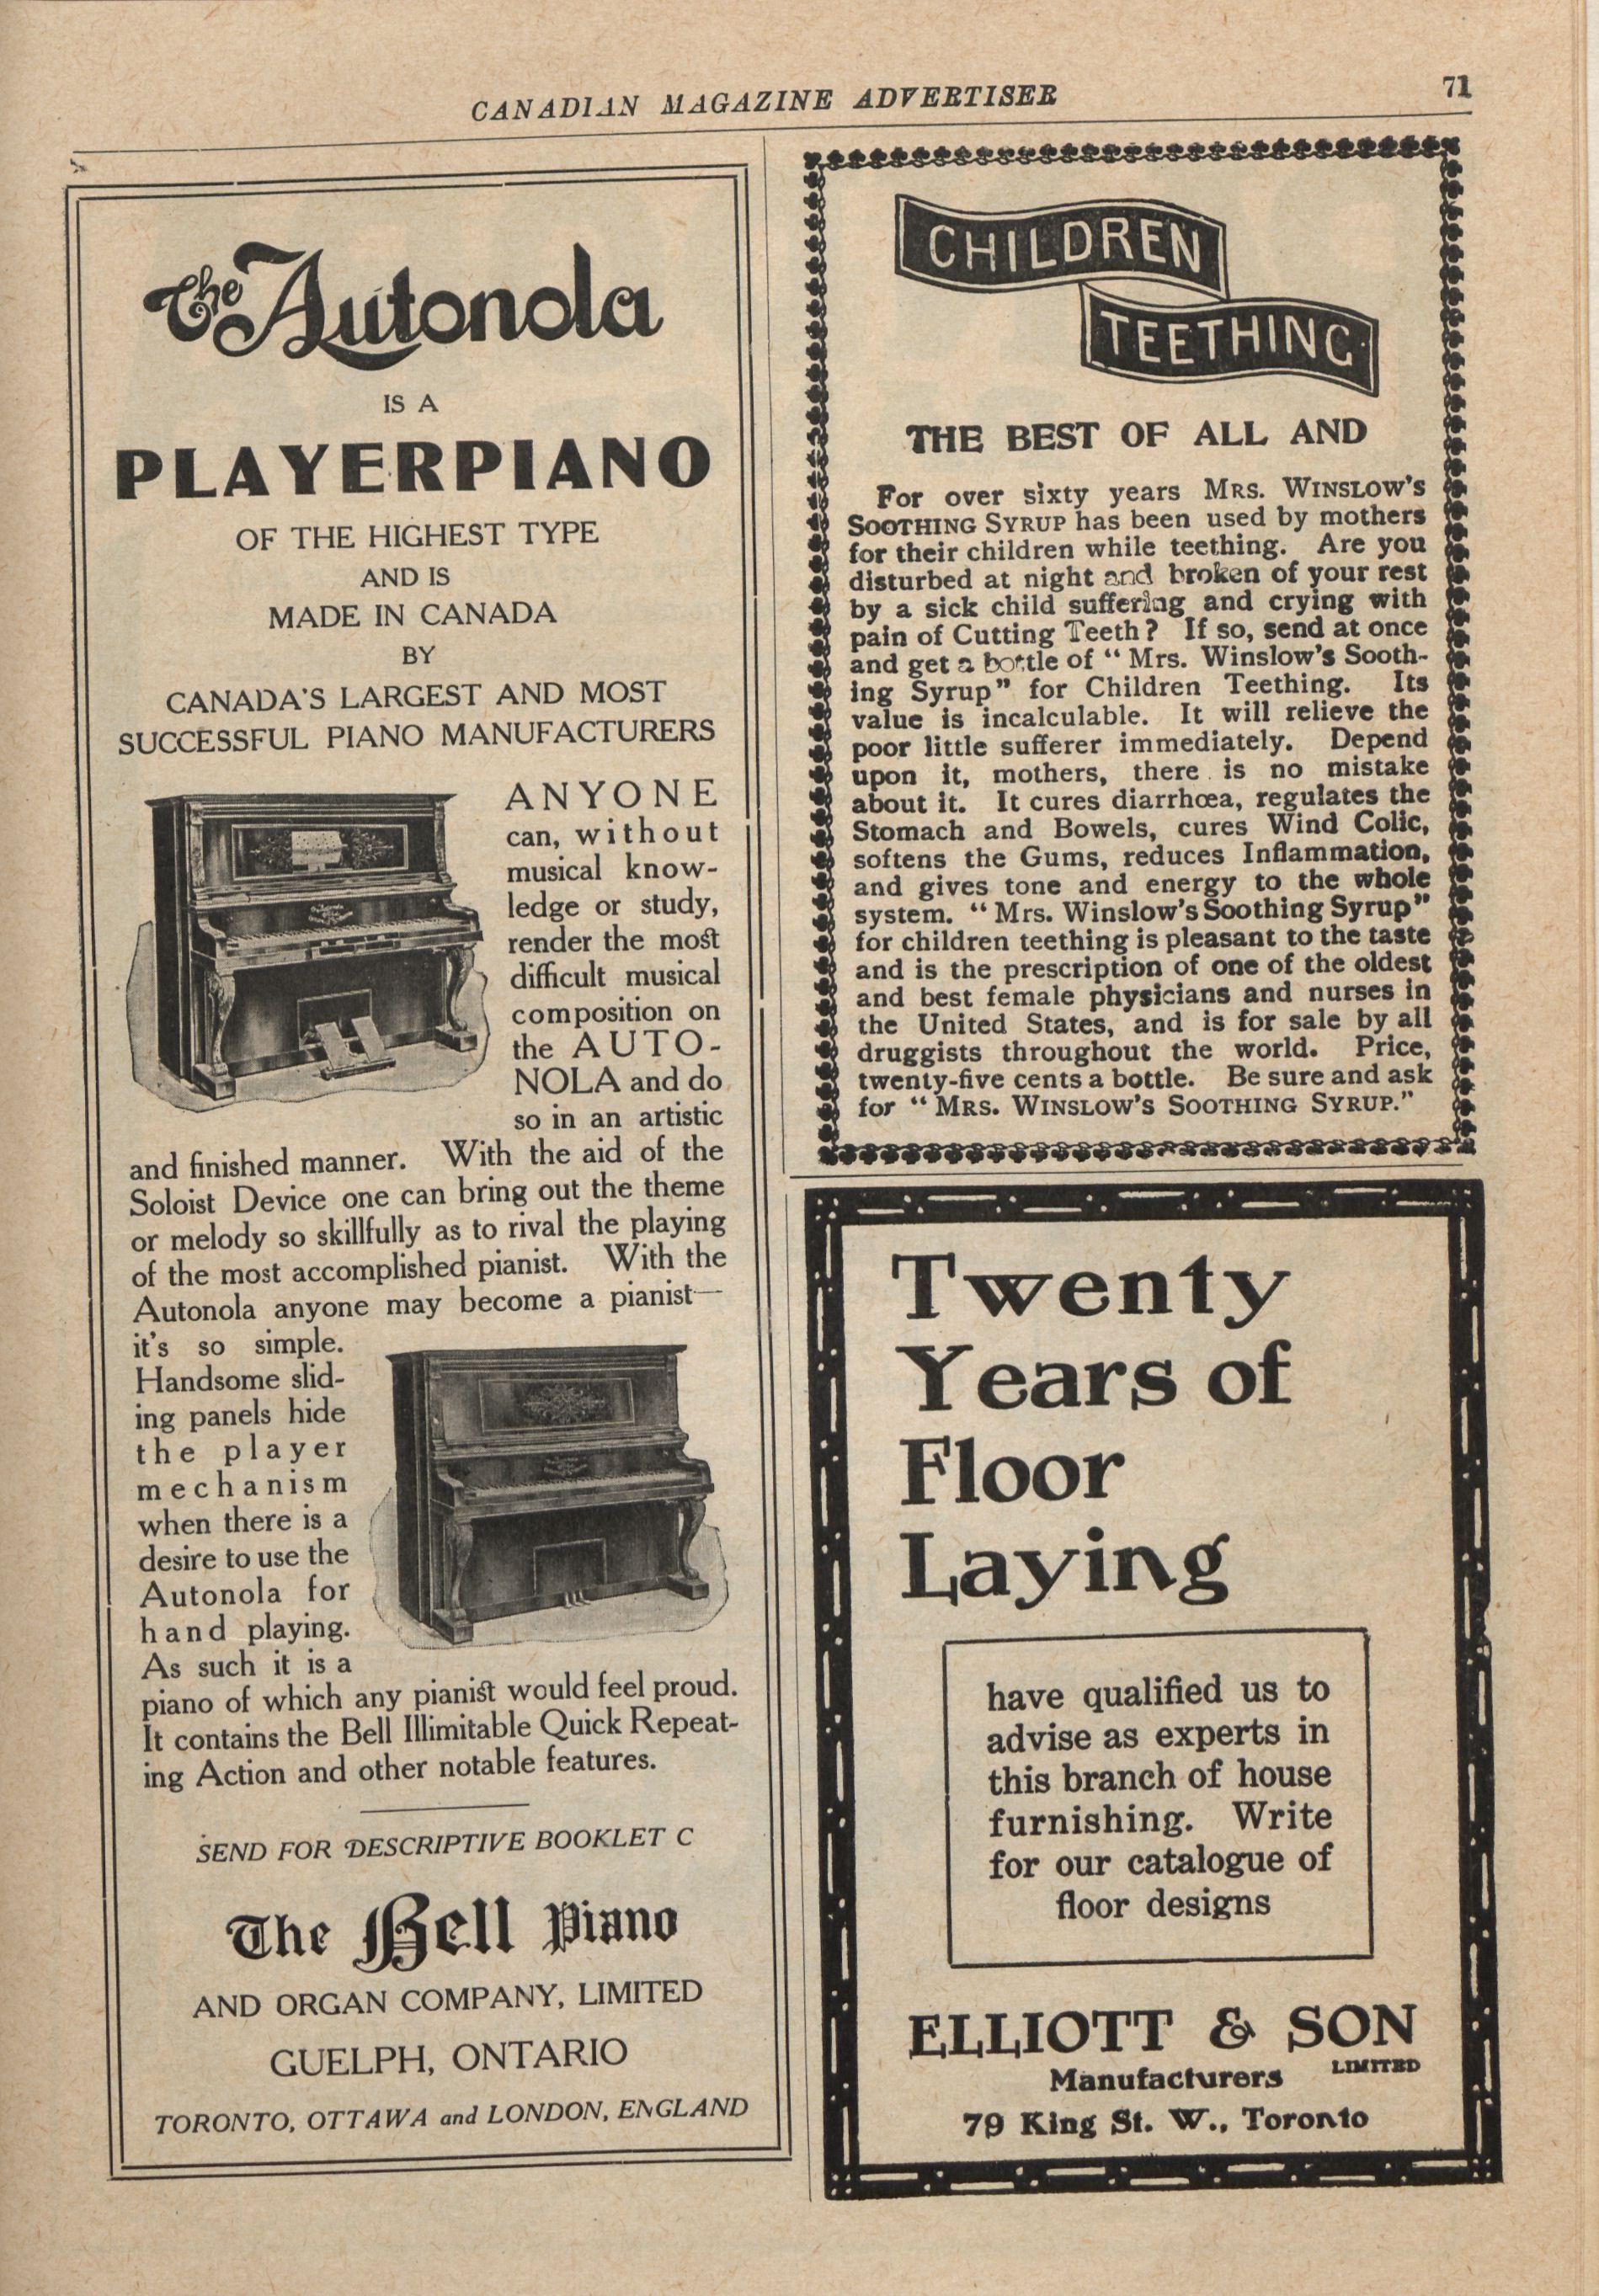 CANADIAN MAGAZINE ADVERTISER
71
The Autonola
IS A
PLAYERPIANO
OF THE HIGHEST TYPE
AND IS
MADE IN CANADA
BY
CANADA'S LARGEST AND MOST
SUCCESSFUL PIANO MANUFACTURERS
ANYONE
can, without
musical know-
ledge or study,
render the most
difficult musical
composition on
the AUTO-
NOLA and do
so in an artistic
and finished manner. With the aid of the
Soloist Device one can bring out the theme
or melody so skillfully as to rival the playing
of the most accomplished pianist. With the
Autonola anyone may become a pianist—
it's so simple.
Handsome slid-
ing panels hide
the player
mechanism
when there is a
desire to use the
Autonola for
hand playing.
As such it is a
piano of which any pianist would feel proud.
It contains the Bell Illimitable Quick Repeat-
ing Action and other notable features.
SEND FOR DESCRIPTIVE BOOKLET C
The Bell Piano
AND ORGAN COMPANY, LIMITED
GUELPH, ONTARIO
TORONTO, OTTAWA and LONDON, ENGLAND
CHILDREN
TEETHING
THE BEST OF ALL AND
For over sixty years MRS. WINSLOW'S
SOOTHING SYRUP has been used by mothers
for their children while teething. Are you
disturbed at night and broken of your rest
by a sick child suffering and crying with
pain of Cutting Teeth? If so, send at once
and get a bottle of "Mrs. Winslow's Sooth-
ing Syrup" for Children Teething. Its
value is incalculable. It will relieve the
poor little sufferer immediately. Depend
upon it, mothers, there is no mistake
about it. It cures diarrhœa, regulates the
Stomach and Bowels, cures Wind Colic,
softens the Gums, reduces Inflammation,
and gives tone and energy to the whole
system. "Mrs. Winslow's Soothing Syrup"
for children teething is pleasant to the taste
and is the prescription of one of the oldest
and best female physicians and nurses in
the United States, and is for sale by all
druggists throughout the world. Price,
twenty-five cents a bottle. Be sure and ask
for "MRS. WINSLOW'S SOOTHING SYRUP."
Twenty
Years of
Floor
Laying
have qualified us to
advise as experts in
this branch of house
furnishing. Write
for our catalogue of
floor designs
ELLIOTT & SON
LIMITED
Manufacturers
79 King St. W., Toronto